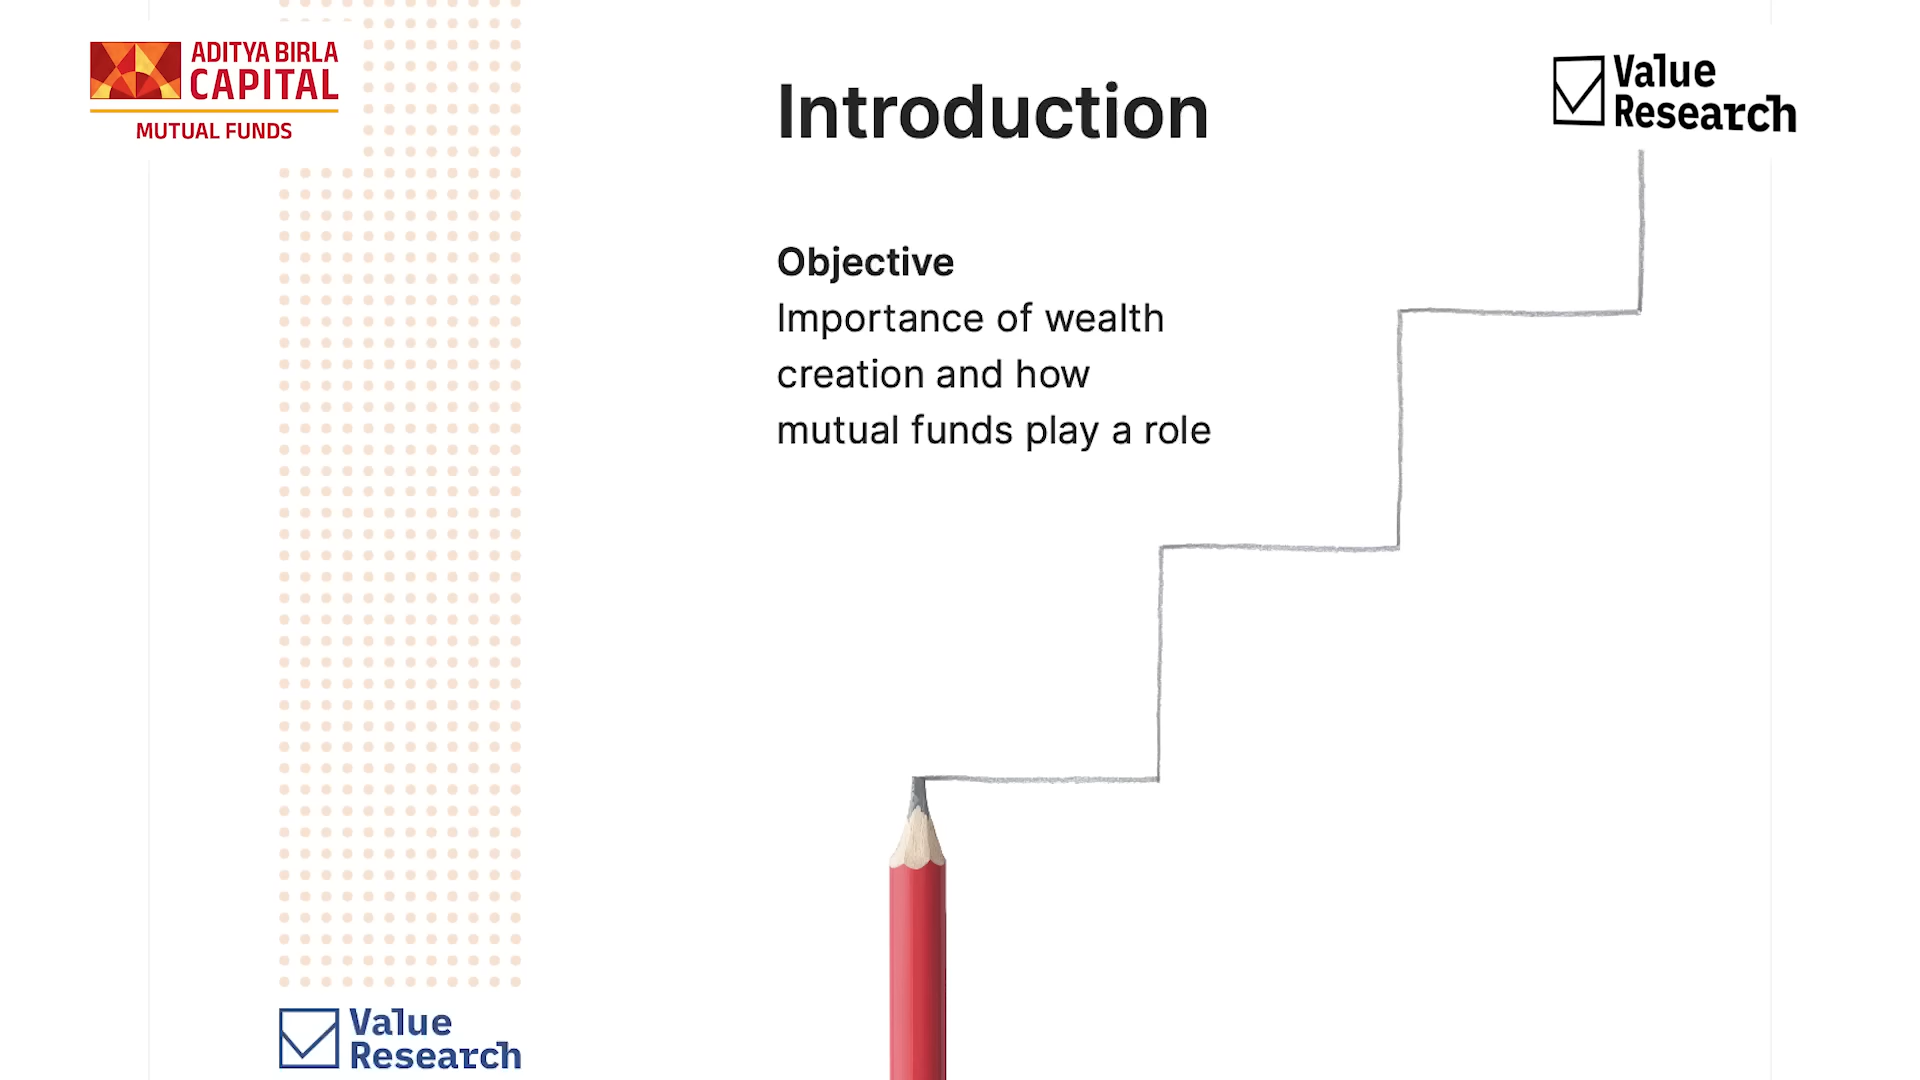 ADITYA BIRLA
CAPITAL
MUTUAL FUNDS
Introduction
Value
Research
Objective
Importance of wealth
creation and how
mutual funds play a role
Value
Research